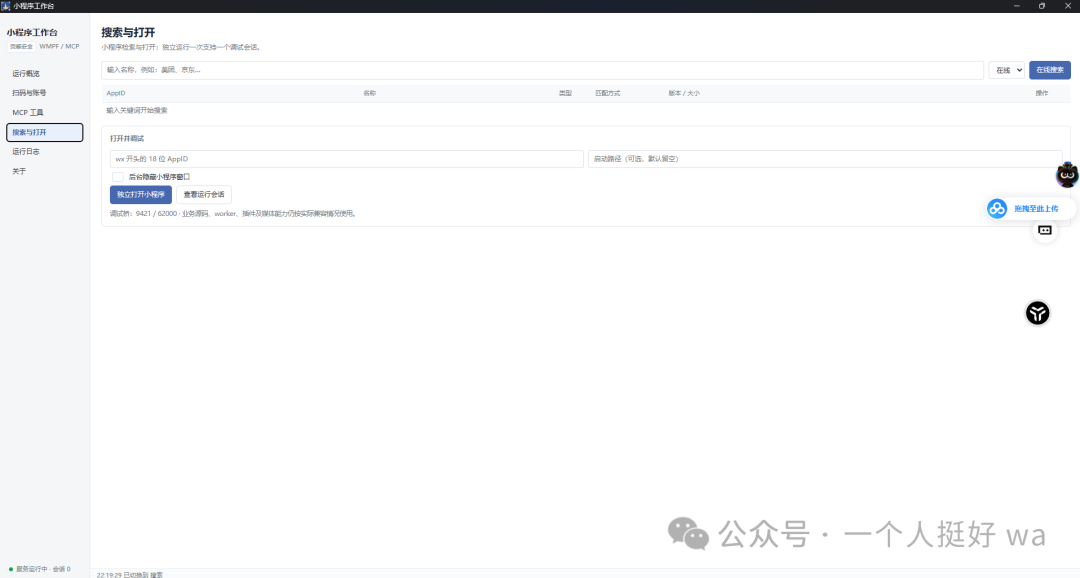 小程序工作台
小程序工作台
WMPF / MCP
运行概览
扫码与账号
MCP 工具
搜索与打开
运行日志
关于
服务运行中 · 会话 0
搜索与打开
小程序检索与打开; 独立运行一次支持一个调试会话。
输入名称, 例如: 美团、京东...
在线
在线搜索
AppID 名称 类型 匹配方式 版本 / 大小 操作
输入关键词开始搜索
打开并调试
wx 开头的 18 位 AppID
启动路径 (可选, 默认留空)
后台隐藏小程序窗口
独立打开小程序
查看运行会话
调试桥: 9421 / 62000 · 业务源码、worker、插件及媒体能力仍按实际兼容情况使用。
拖拽至此上传
公众号 · 一个人挺好 wa
22:19:29 已切换到 搜索